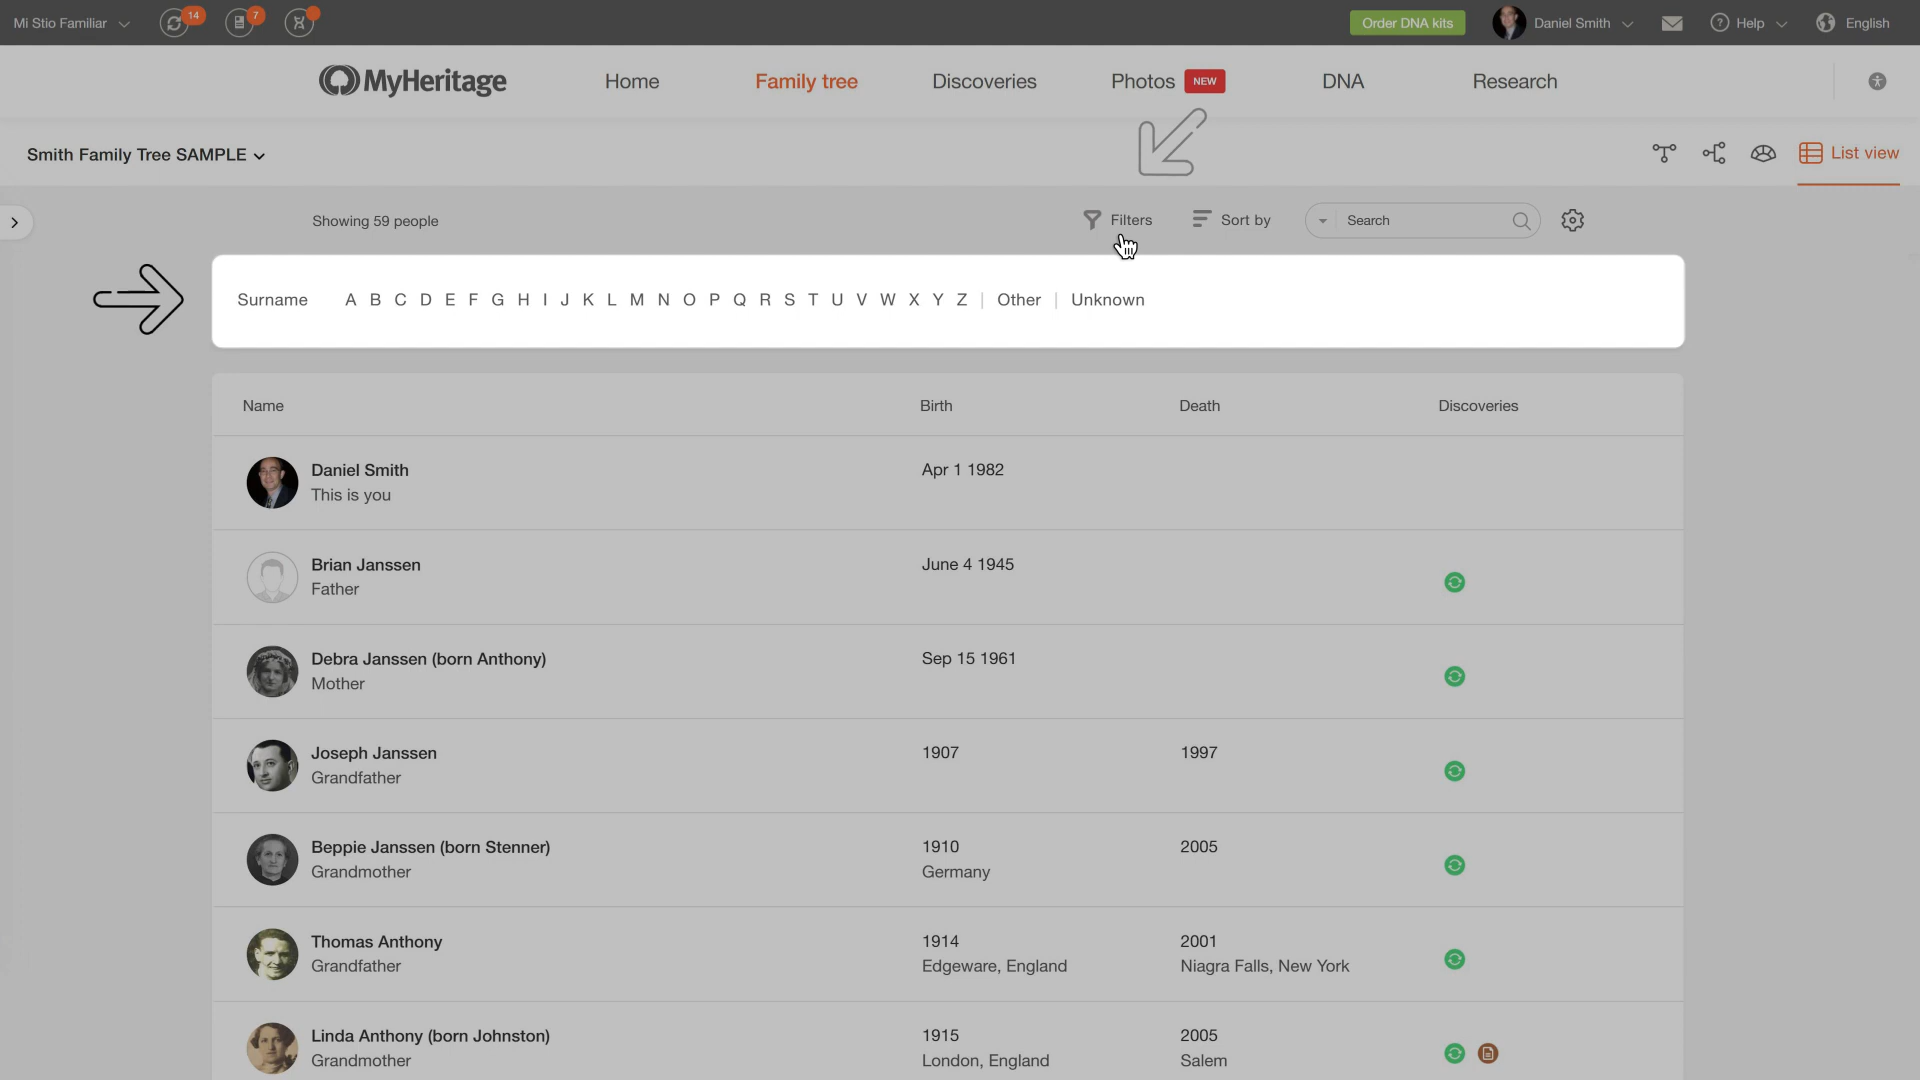 Mi Stio Familiar 14 7 Order DNA kits Daniel Smith Help English
MyHeritage Home Family tree Discoveries Photos NEW DNA Research
Smith Family Tree SAMPLE List view
Showing 59 people Filters Sort by Search
Surname A B C D E F G H I J K L M N O P Q R S T U V W X Y Z | Other | Unknown
Name Birth Death Discoveries
Daniel Smith Apr 1 1982
This is you
Brian Janssen June 4 1945
Father
Debra Janssen (born Anthony) Sep 15 1961
Mother
Joseph Janssen 1907 1997
Grandfather
Beppie Janssen (born Stenner) 1910 2005
Grandmother Germany
Thomas Anthony 1914 2001
Grandfather Edgeware, England Niagra Falls, New York
Linda Anthony (born Johnston) 1915 2005
Grandmother London, England Salem